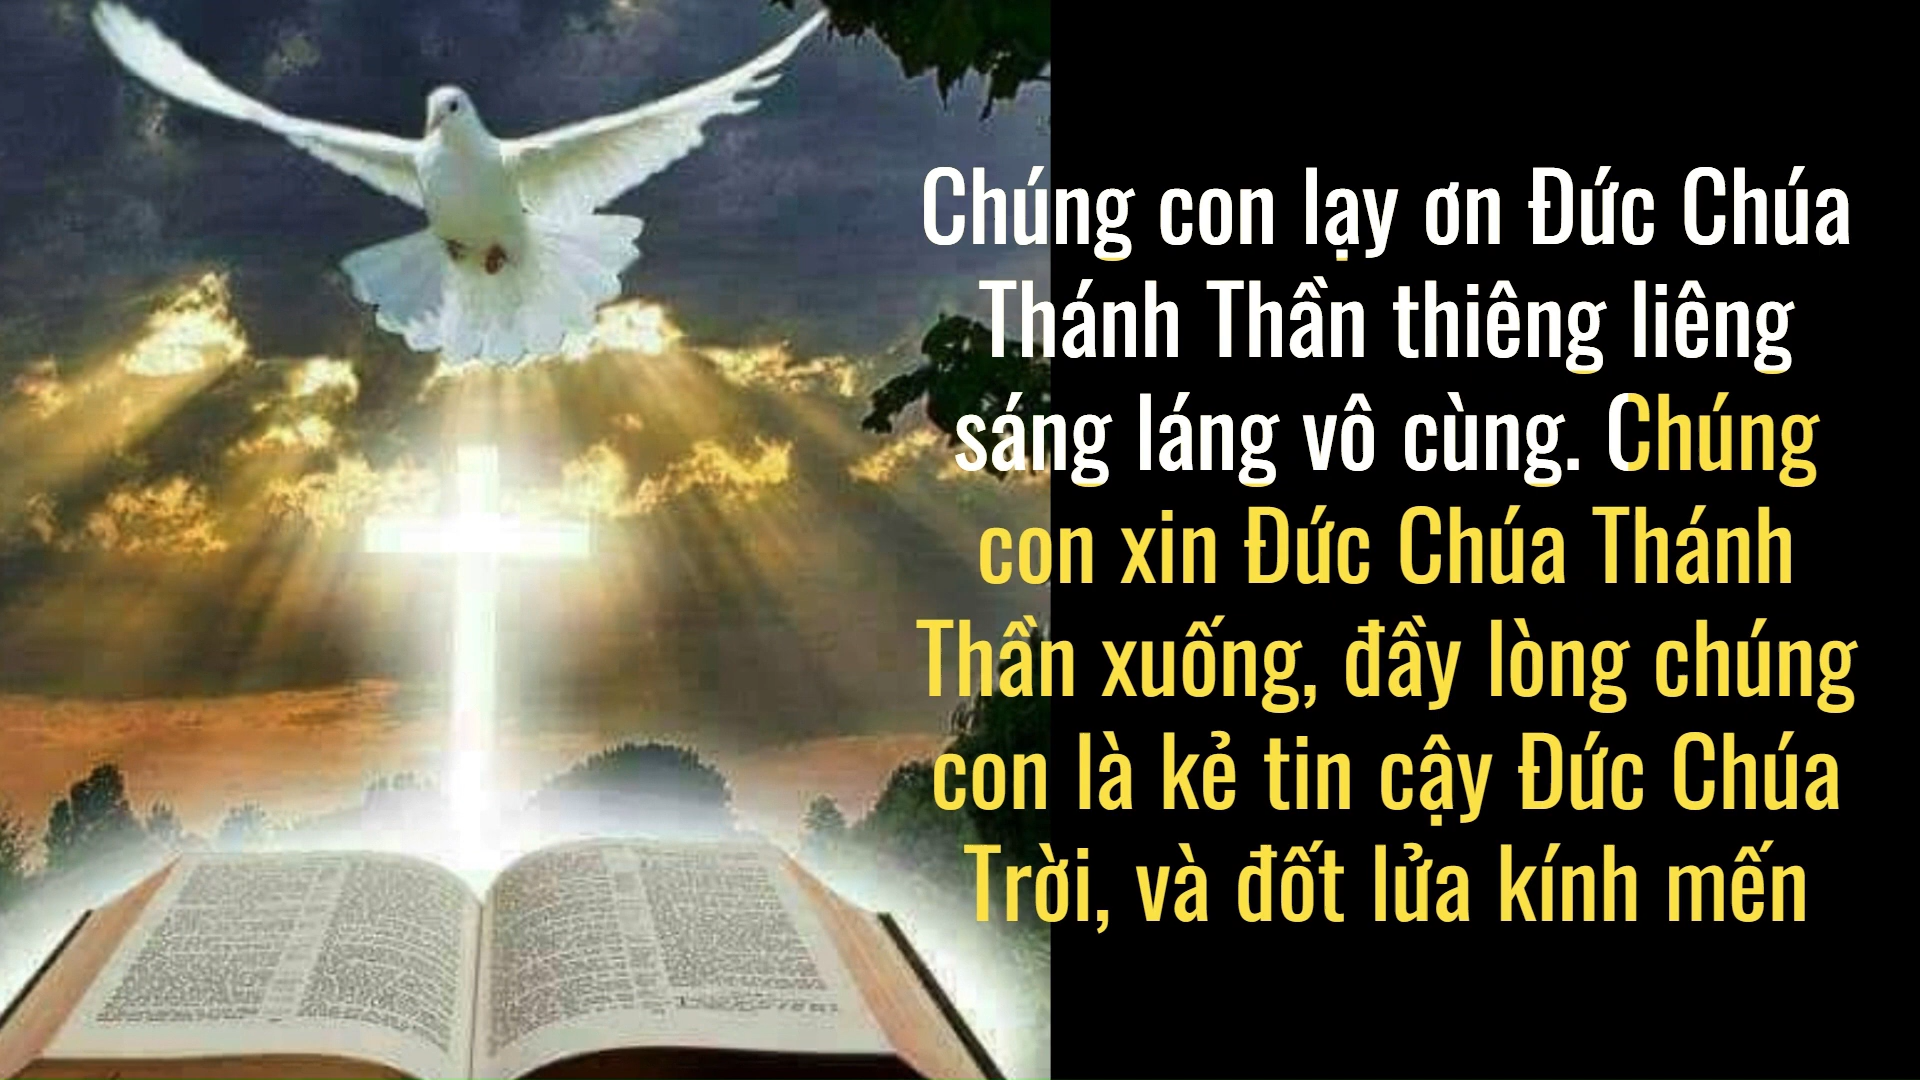 Chúng con lạy ơn Đức Chúa
Thánh Thần thiêng liêng
sáng láng vô cùng. Chúng
con xin Đức Chúa Thánh
Thần xuống, đầy lòng chúng
con là kẻ tin cậy Đức Chúa
Trời, và đốt lửa kính mến